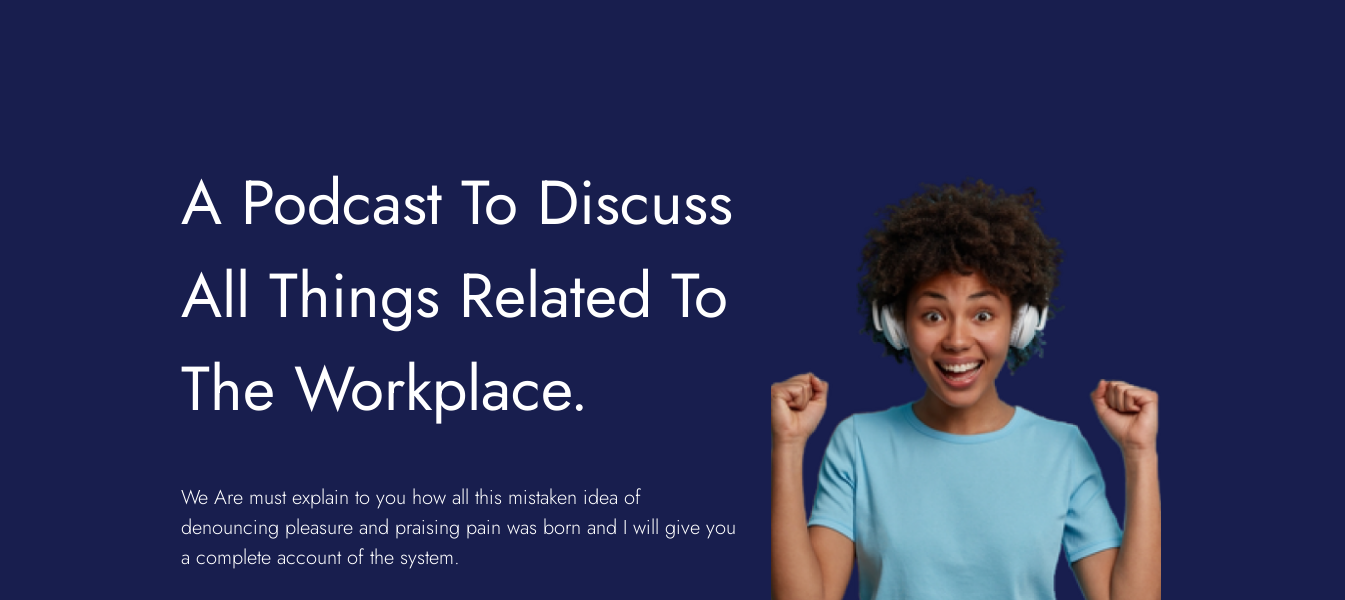 A Podcast To Discuss
All Things Related To
The Workplace.
We Are must explain to you how all this mistaken idea of
denouncing pleasure and praising pain was born and I will give you
a complete account of the system.